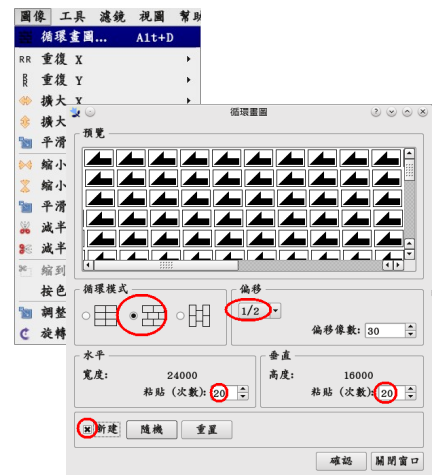 圖像 工具 濾鏡 視圖 幫助
循環畫圖... Alt+D
RR 重復 X
RR 重復 Y
擴大 X
擴大
平滑
縮小
縮小
平滑
減半
減半
縮到
按色
調整
旋轉
循環畫圖
預覽
循環模式
偏移
1/2
偏移像數: 30
水平
寬度: 24000
粘貼 (次數): 20
垂直
高度: 16000
粘貼 (次數): 20
新建 隨機 重置
確認 關閉窗口